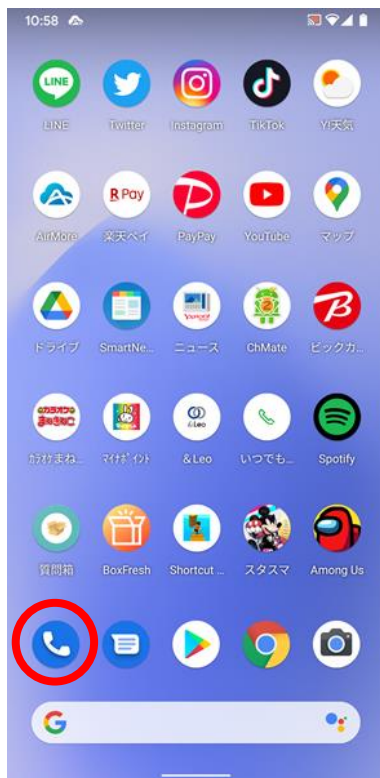 10:58
LINE
LINE Twitter Instagram TikTok Y!天気
R Pay
AirMore 楽天ペイ PayPay YouTube マップ
ドライブ SmartNe... ニュース ChMate ビックカ...
&Leo
ｶﾗｵｹまね... ﾏｲﾅﾎﾟｲﾝﾄ &Leo いつでも... Spotify
質問箱 BoxFresh Shortcut ... スタスマ Among Us